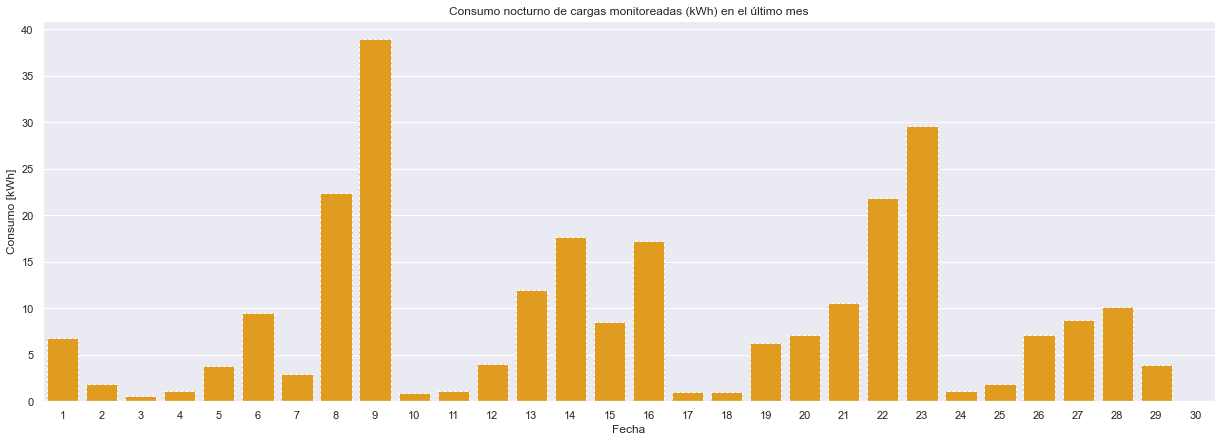 Consumo nocturno de cargas monitoreadas (kWh) en el último mes
40
35
30
25
20
15
10
5
0
Consumo [kWh]
1 2 3 4 5 6 7 8 9 10 11 12 13 14 15 16 17 18 19 20 21 22 23 24 25 26 27 28 29 30
Fecha